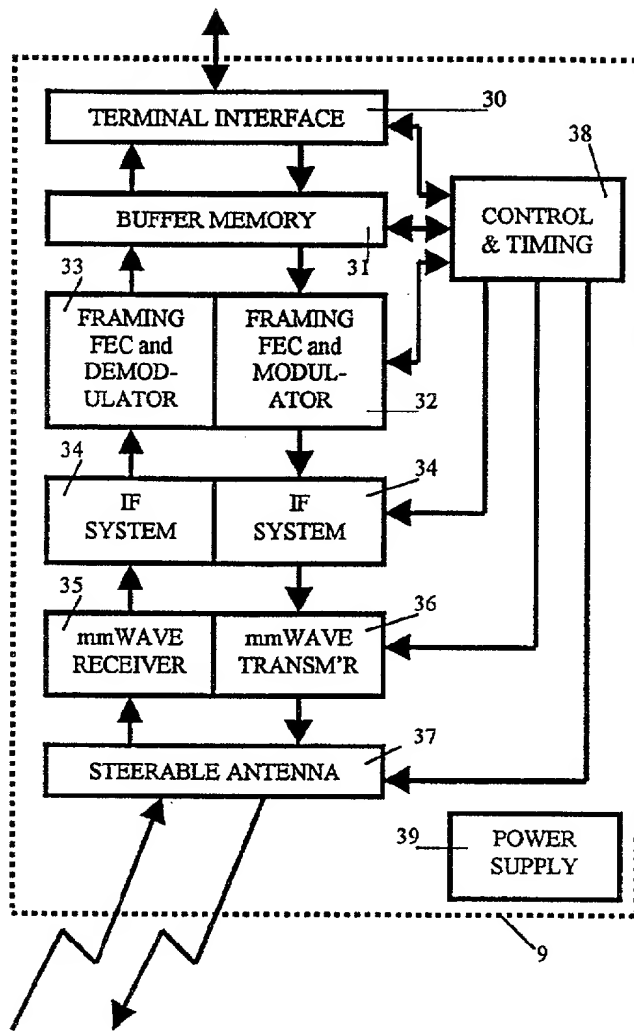 30
TERMINAL INTERFACE
38
BUFFER MEMORY
31
CONTROL
& TIMING
33
FRAMING
FEC and
DEMOD-
ULATOR
FRAMING
FEC and
MODUL-
ATOR
32
34
IF
SYSTEM
34
IF
SYSTEM
35
mmWAVE
RECEIVER
36
mmWAVE
TRANSM'R
37
STEERABLE ANTENNA
39
POWER
SUPPLY
9